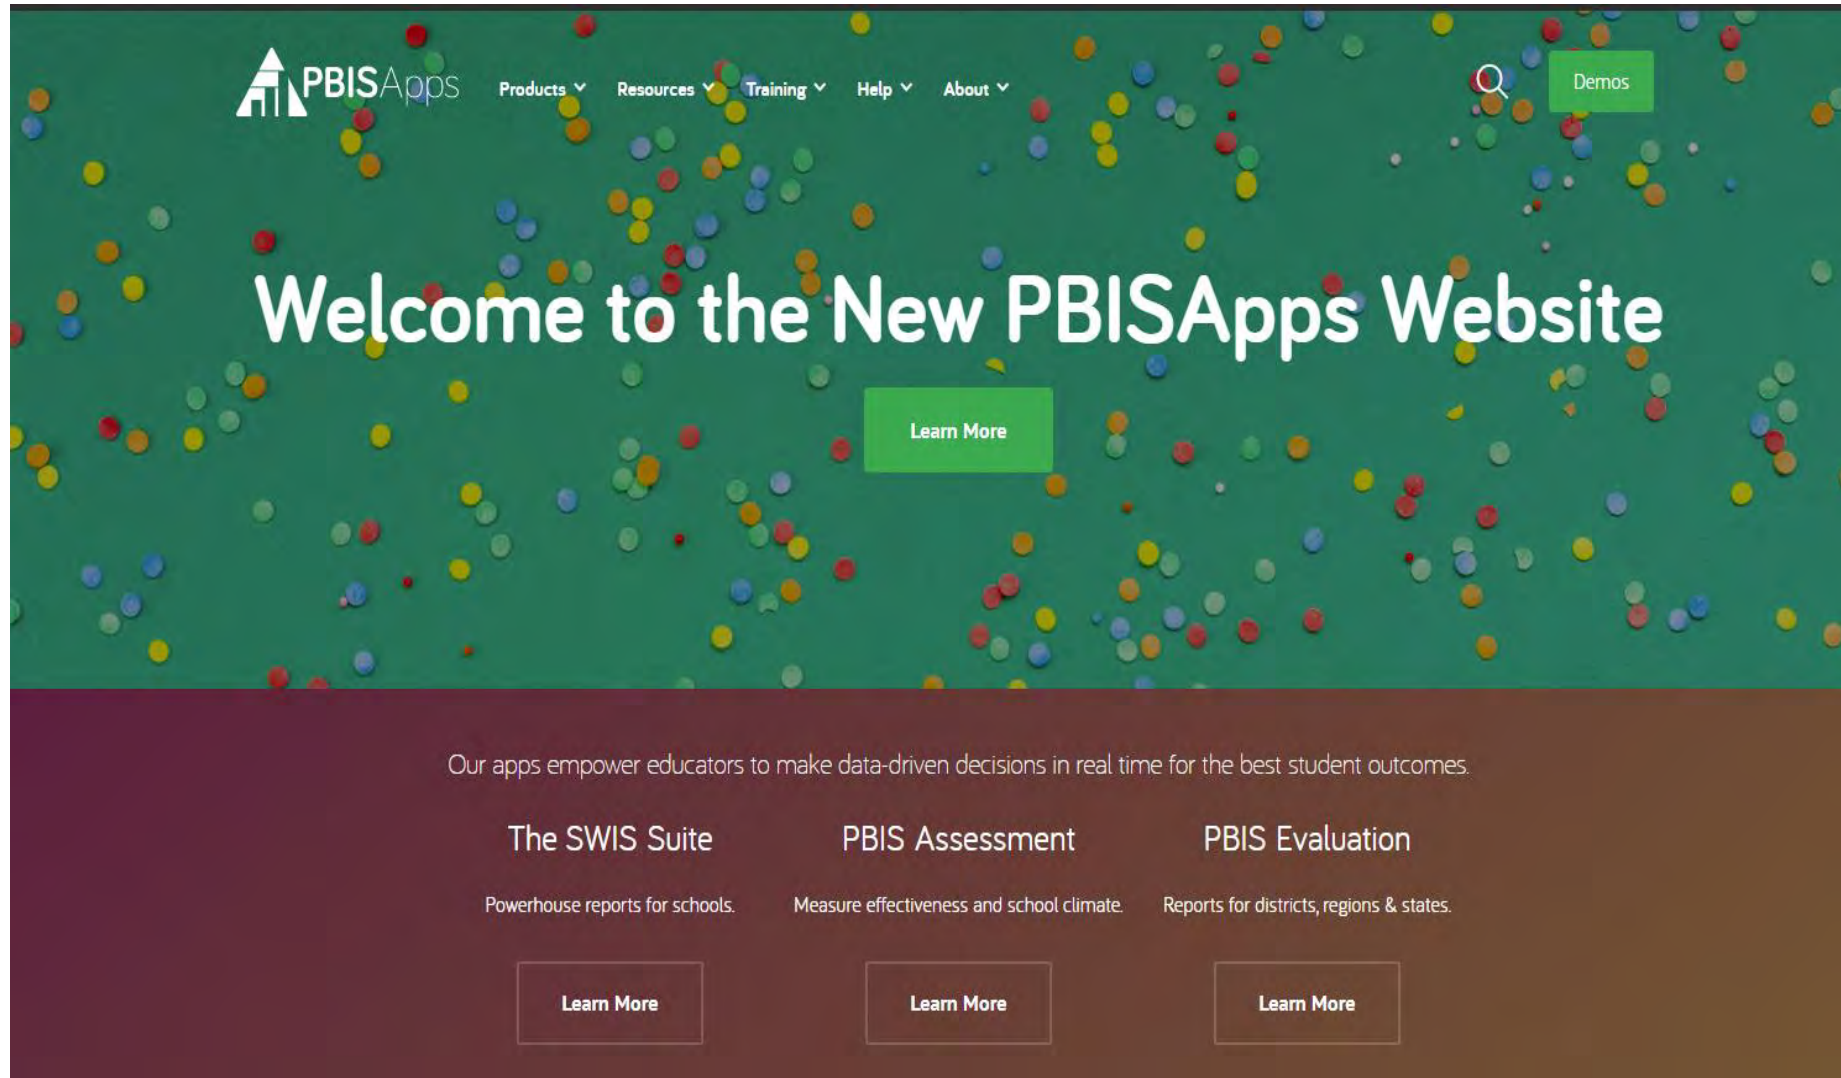 PBISApps
Products Resources Training Help About
Demos
Welcome to the New PBISApps Website
Learn More
Our apps empower educators to make data-driven decisions in real time for the best student outcomes.
The SWIS Suite
Powerhouse reports for schools.
Learn More
PBIS Assessment
Measure effectiveness and school climate.
Learn More
PBIS Evaluation
Reports for districts, regions & states.
Learn More